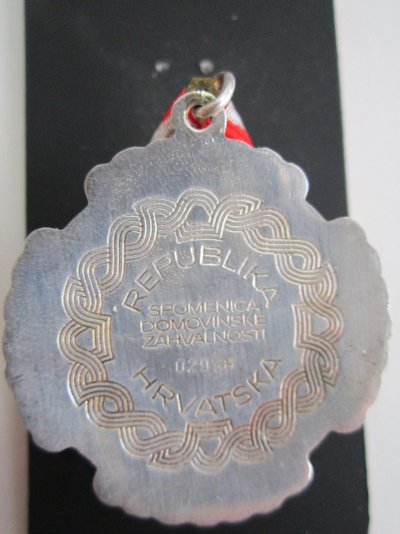 REPUBLIKA
SPOMENICA
DOMOVINSKE
ZAHVALNOSTI
HRVATSKA